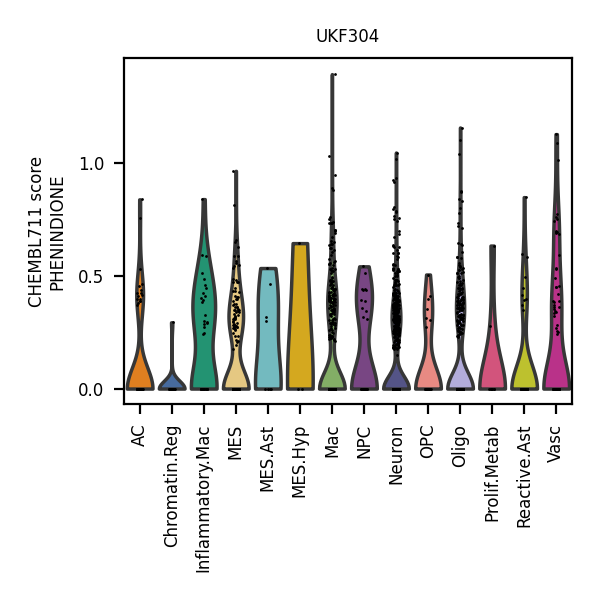 UKF304
CHEMBL711 score
PHENINDIONE
1.0
0.5
0.0
AC
Chromatin.Reg
Inflammatory.Mac
MES
MES.Ast
MES.Hyp
Mac
NPC
Neuron
OPC
Oligo
Prolif.Metab
Reactive.Ast
Vasc